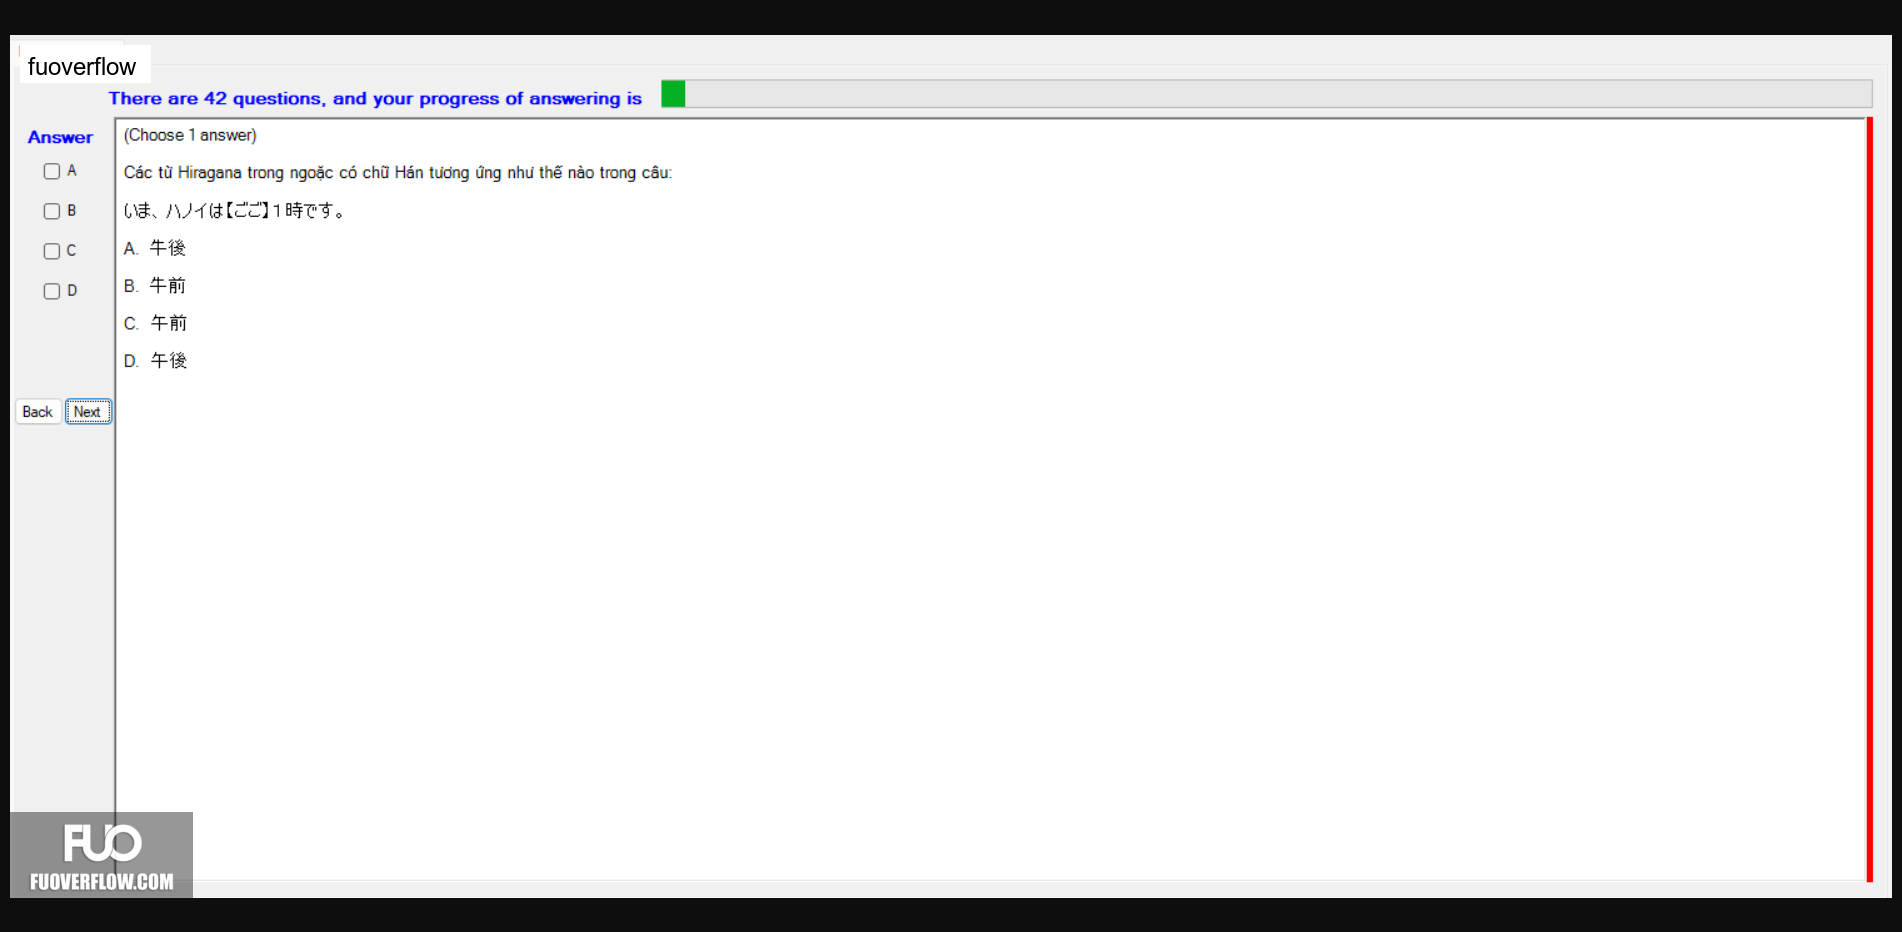 fuoverflow
There are 42 questions, and your progress of answering is
Answer
(Choose 1 answer)
A
Các từ Hiragana trong ngoặc có chữ Hán tương ứng như thế nào trong câu:
B
いま、ハノイは【ごご】1時です。
C
A. 牛後
D
B. 牛前
C. 午前
D. 午後
Back Next
FUO
FUOVERFLOW.COM